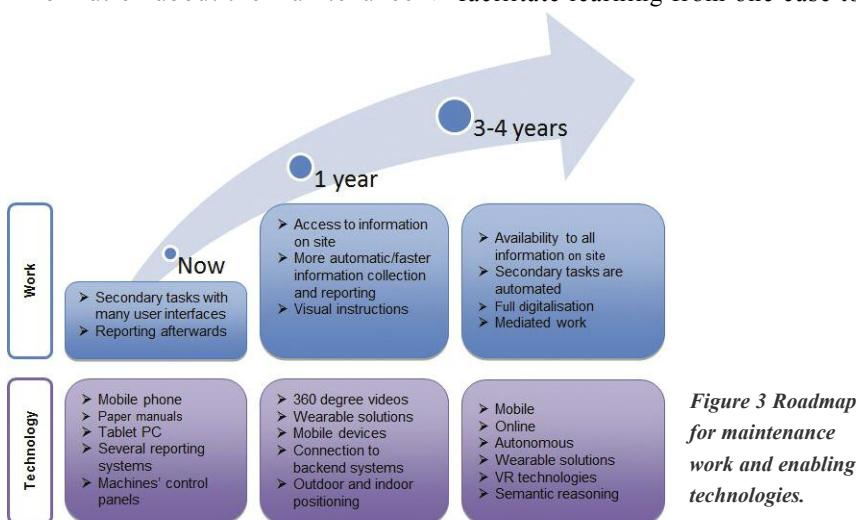 facilitate learning from one case to
3-4 years
1 year
Now
Work
➢ Secondary tasks with
many user interfaces
➢ Reporting afterwards
➢ Access to information
on site
➢ More automatic/faster
information collection
and reporting
➢ Visual instructions
➢ Availability to all
information on site
➢ Secondary tasks are
automated
➢ Full digitalisation
➢ Mediated work
Technology
➢ Mobile phone
➢ Paper manuals
➢ Tablet PC
➢ Several reporting
systems
➢ Machines' control
panels
➢ 360 degree videos
➢ Wearable solutions
➢ Mobile devices
➢ Connection to
backend systems
➢ Outdoor and indoor
positioning
➢ Mobile
➢ Online
➢ Autonomous
➢ Wearable solutions
➢ VR technologies
➢ Semantic reasoning
Figure 3 Roadmap
for maintenance
work and enabling
technologies.